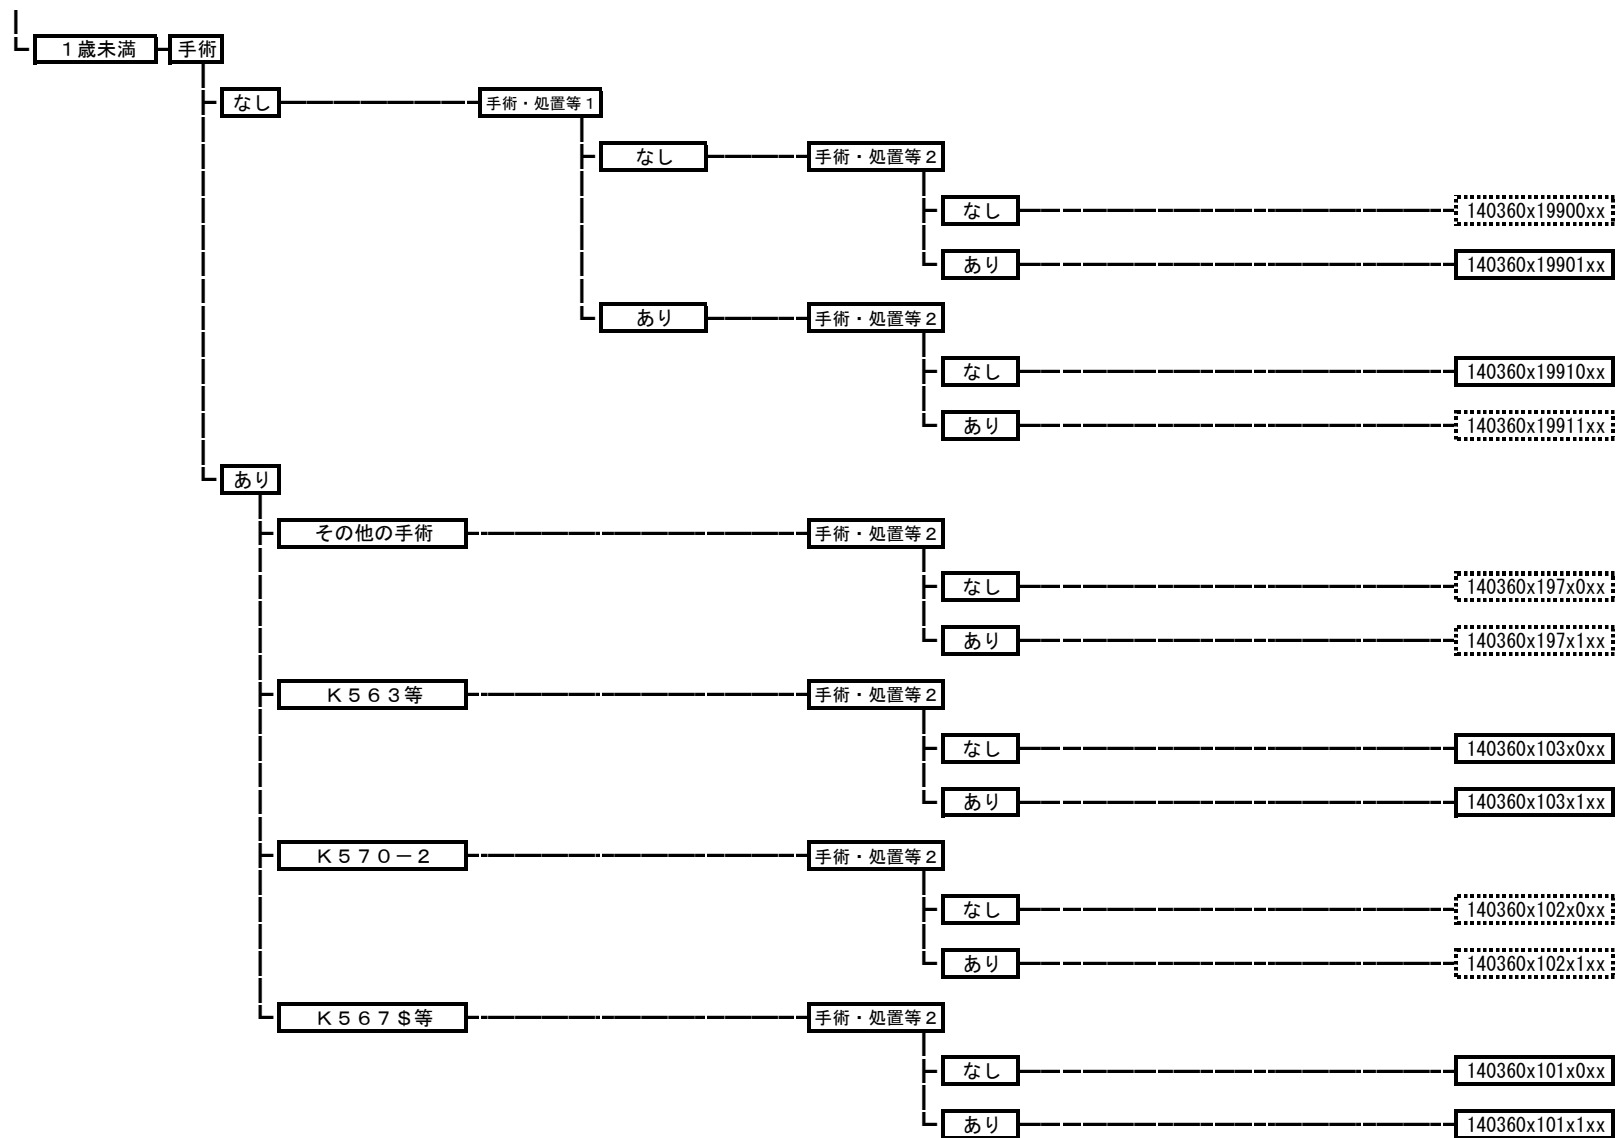 １歳未満 手術
なし 手術・処置等１
なし 手術・処置等２
なし 140360x19900xx
あり 140360x19901xx
あり 手術・処置等２
なし 140360x19910xx
あり 140360x19911xx
あり
その他の手術 手術・処置等２
なし 140360x197x0xx
あり 140360x197x1xx
Ｋ５６３等 手術・処置等２
なし 140360x103x0xx
あり 140360x103x1xx
Ｋ５７０－２ 手術・処置等２
なし 140360x102x0xx
あり 140360x102x1xx
Ｋ５６７＄等 手術・処置等２
なし 140360x101x0xx
あり 140360x101x1xx